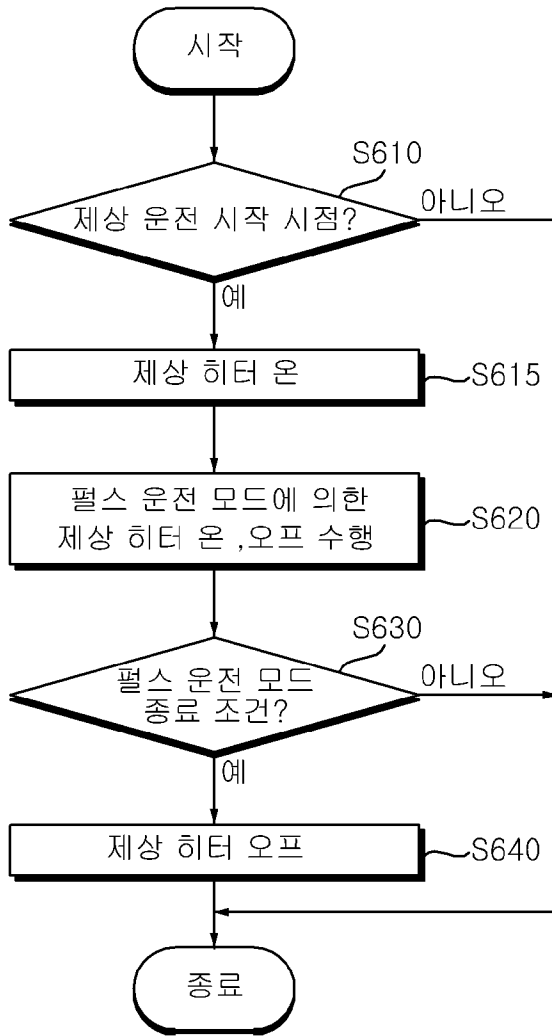 시작
S610
제상 운전 시작 시점?
아니오
예
제상 히터 온
S615
펄스 운전 모드에 의한
제상 히터 온 ,오프 수행
S620
S630
펄스 운전 모드
종료 조건?
아니오
예
제상 히터 오프
S640
종료